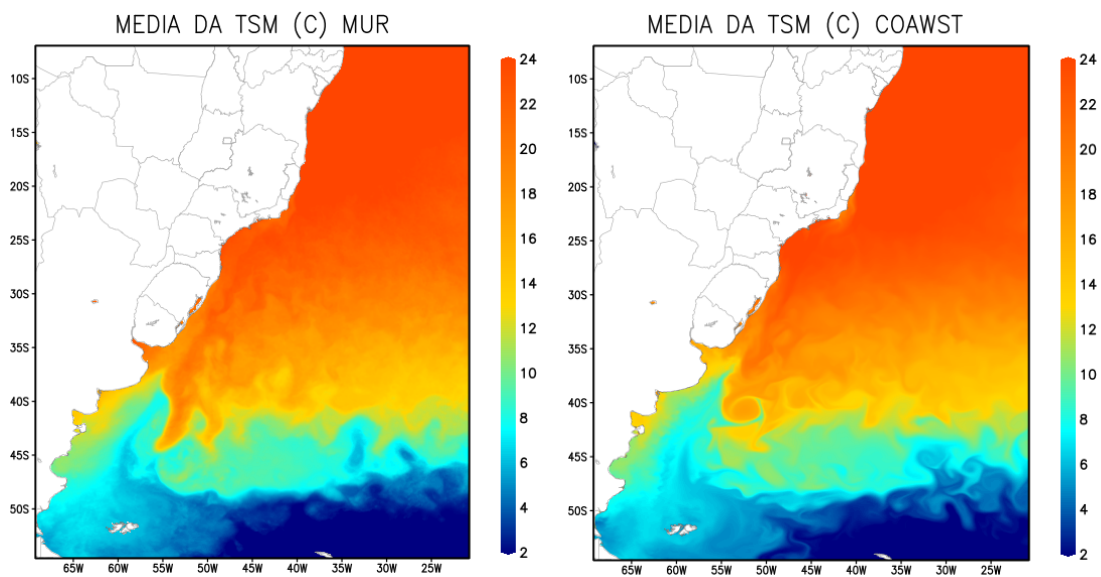 MEDIA DA TSM (C) MUR
10S
15S
20S
25S
30S
35S
40S
45S
50S
65W 60W 55W 50W 45W 40W 35W 30W 25W
24
22
20
18
16
14
12
10
8
6
4
2
MEDIA DA TSM (C) COAWST
10S
15S
20S
25S
30S
35S
40S
45S
50S
65W 60W 55W 50W 45W 40W 35W 30W 25W
24
22
20
18
16
14
12
10
8
6
4
2